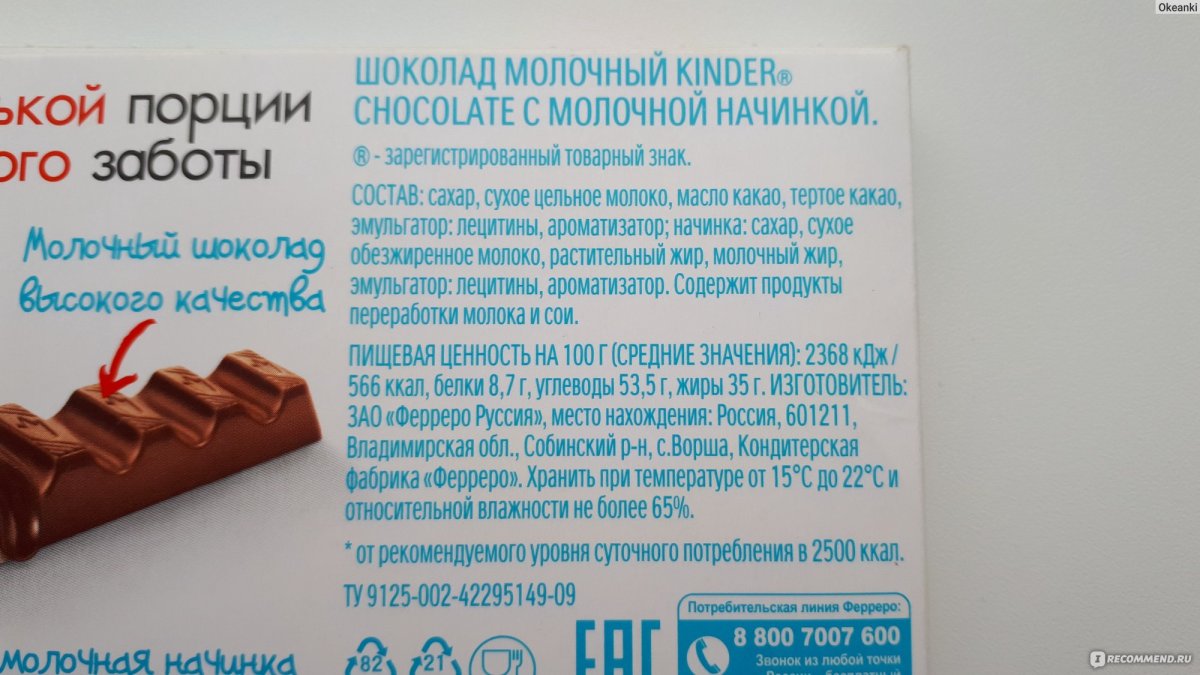 Okeanki
ькой порции
ого заботы
Молочный шоколад
высокого качества
молочная начинка
ШОКОЛАД МОЛОЧНЫЙ KINDER®
CHOCOLATE С МОЛОЧНОЙ НАЧИНКОЙ.
® - зарегистрированный товарный знак.
СОСТАВ: сахар, сухое цельное молоко, масло какао, тертое какао,
эмульгатор: лецитины, ароматизатор; начинка: сахар, сухое
обезжиренное молоко, растительный жир, молочный жир,
эмульгатор: лецитины, ароматизатор. Содержит продукты
переработки молока и сои.
ПИЩЕВАЯ ЦЕННОСТЬ НА 100 Г (СРЕДНИЕ ЗНАЧЕНИЯ): 2368 кДж /
566 ккал, белки 8,7 г, углеводы 53,5 г, жиры 35 г. ИЗГОТОВИТЕЛЬ:
ЗАО «Ферреро Руссия», место нахождения: Россия, 601211,
Владимирская обл., Собинский р-н, с.Ворша, Кондитерская
фабрика «Ферреро». Хранить при температуре от 15°С до 22°С и
относительной влажности не более 65%.
* от рекомендуемого уровня суточного потребления в 2500 ккал.
ТУ 9125-002-42295149-09
82 21 EAC
Потребительская линия Ферреро:
8 800 7007 600
Звонок из любой точки
России - бесплатный
IRECOMMEND.RU